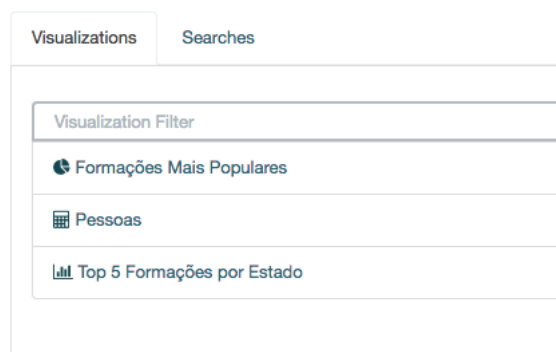 Visualizations Searches
Visualization Filter
Formações Mais Populares
Pessoas
Top 5 Formações por Estado